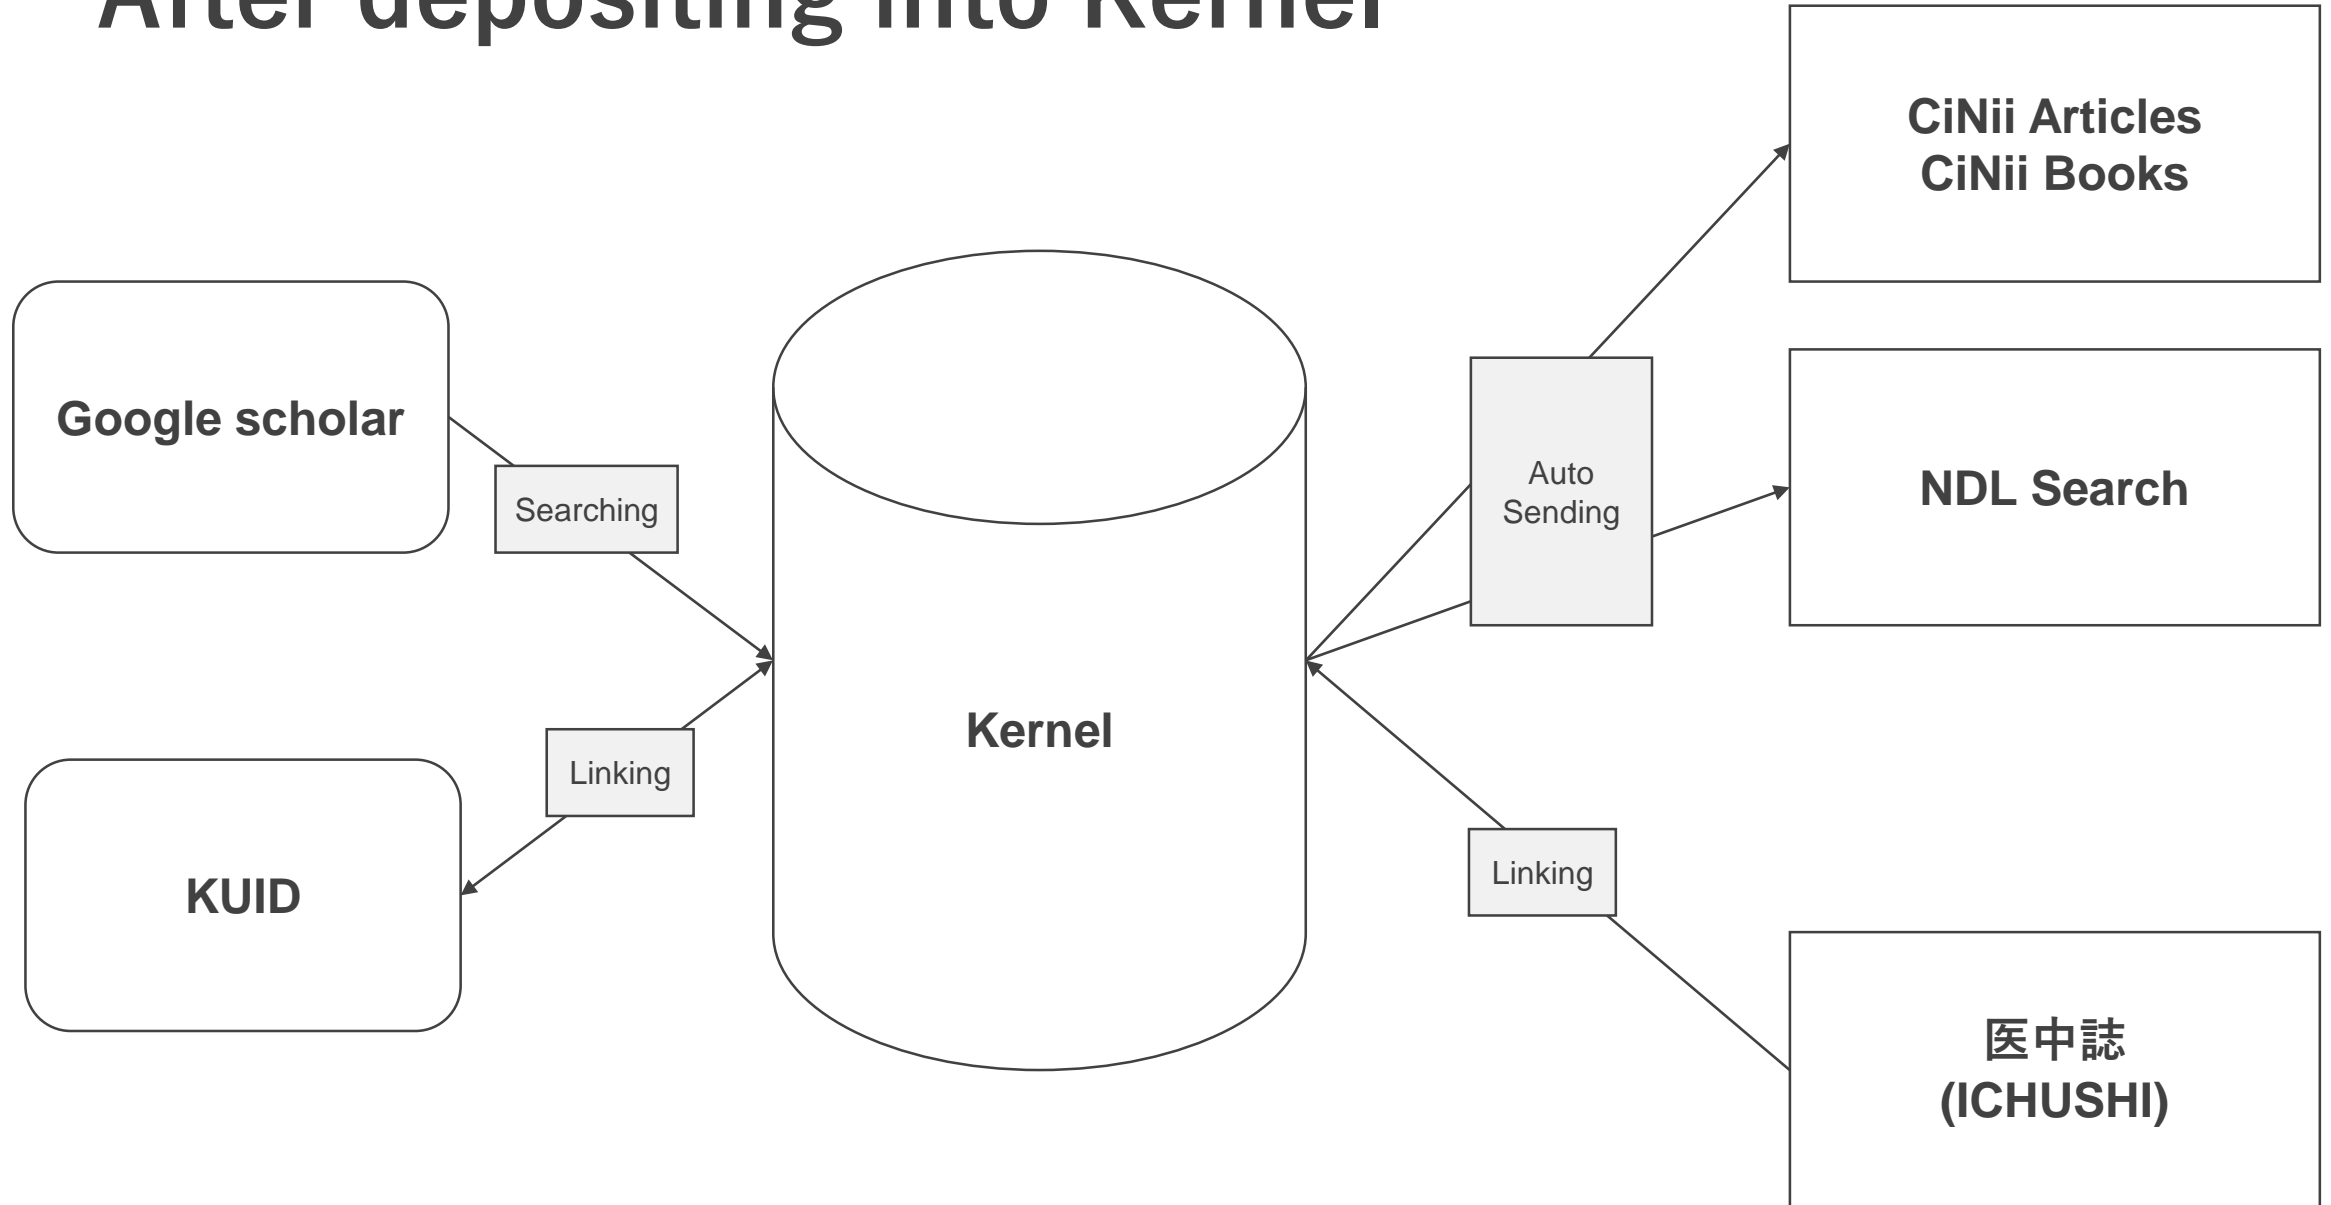 After depositing into Kernel
CiNii Articles
CiNii Books
Google scholar
Searching
Auto
Sending
NDL Search
Kernel
Linking
KUID
Linking
医中誌
(ICHUSHI)